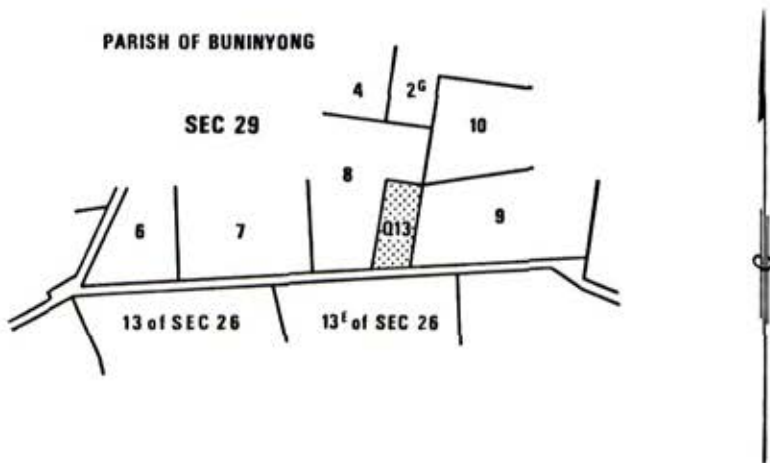 PARISH OF BUNINYONG
4
2ᴳ
SEC 29
10
8
6
7
Q13
9
13 of SEC 26
13ᴱ of SEC 26